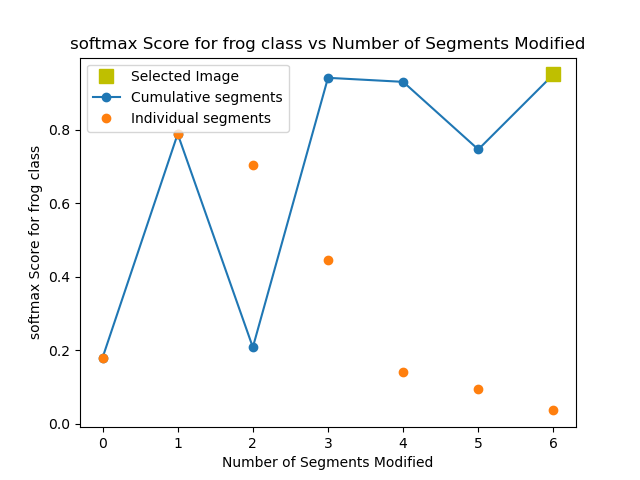 softmax Score for frog class vs Number of Segments Modified
Selected Image
Cumulative segments
Individual segments
softmax Score for frog class
0.8
0.6
0.4
0.2
0.0
0 1 2 3 4 5 6
Number of Segments Modified